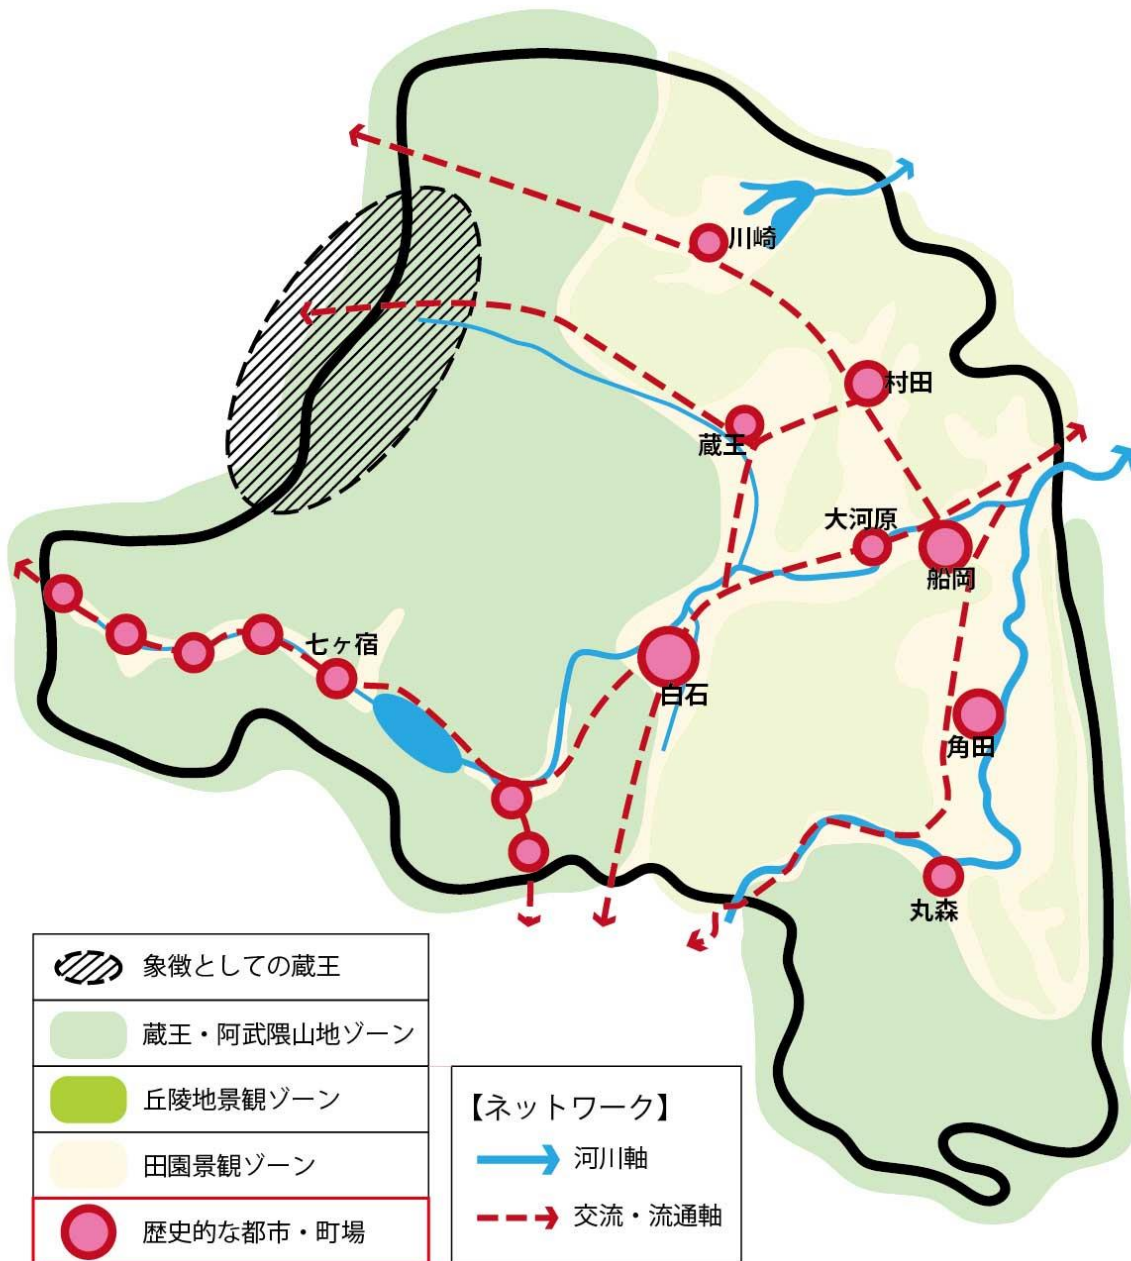 川崎
村田
蔵王
大河原
船岡
七ヶ宿
白石
角田
丸森
象徴としての蔵王
蔵王・阿武隈山地ゾーン
丘陵地景観ゾーン
田園景観ゾーン
歴史的な都市・町場
【ネットワーク】
河川軸
交流・流通軸